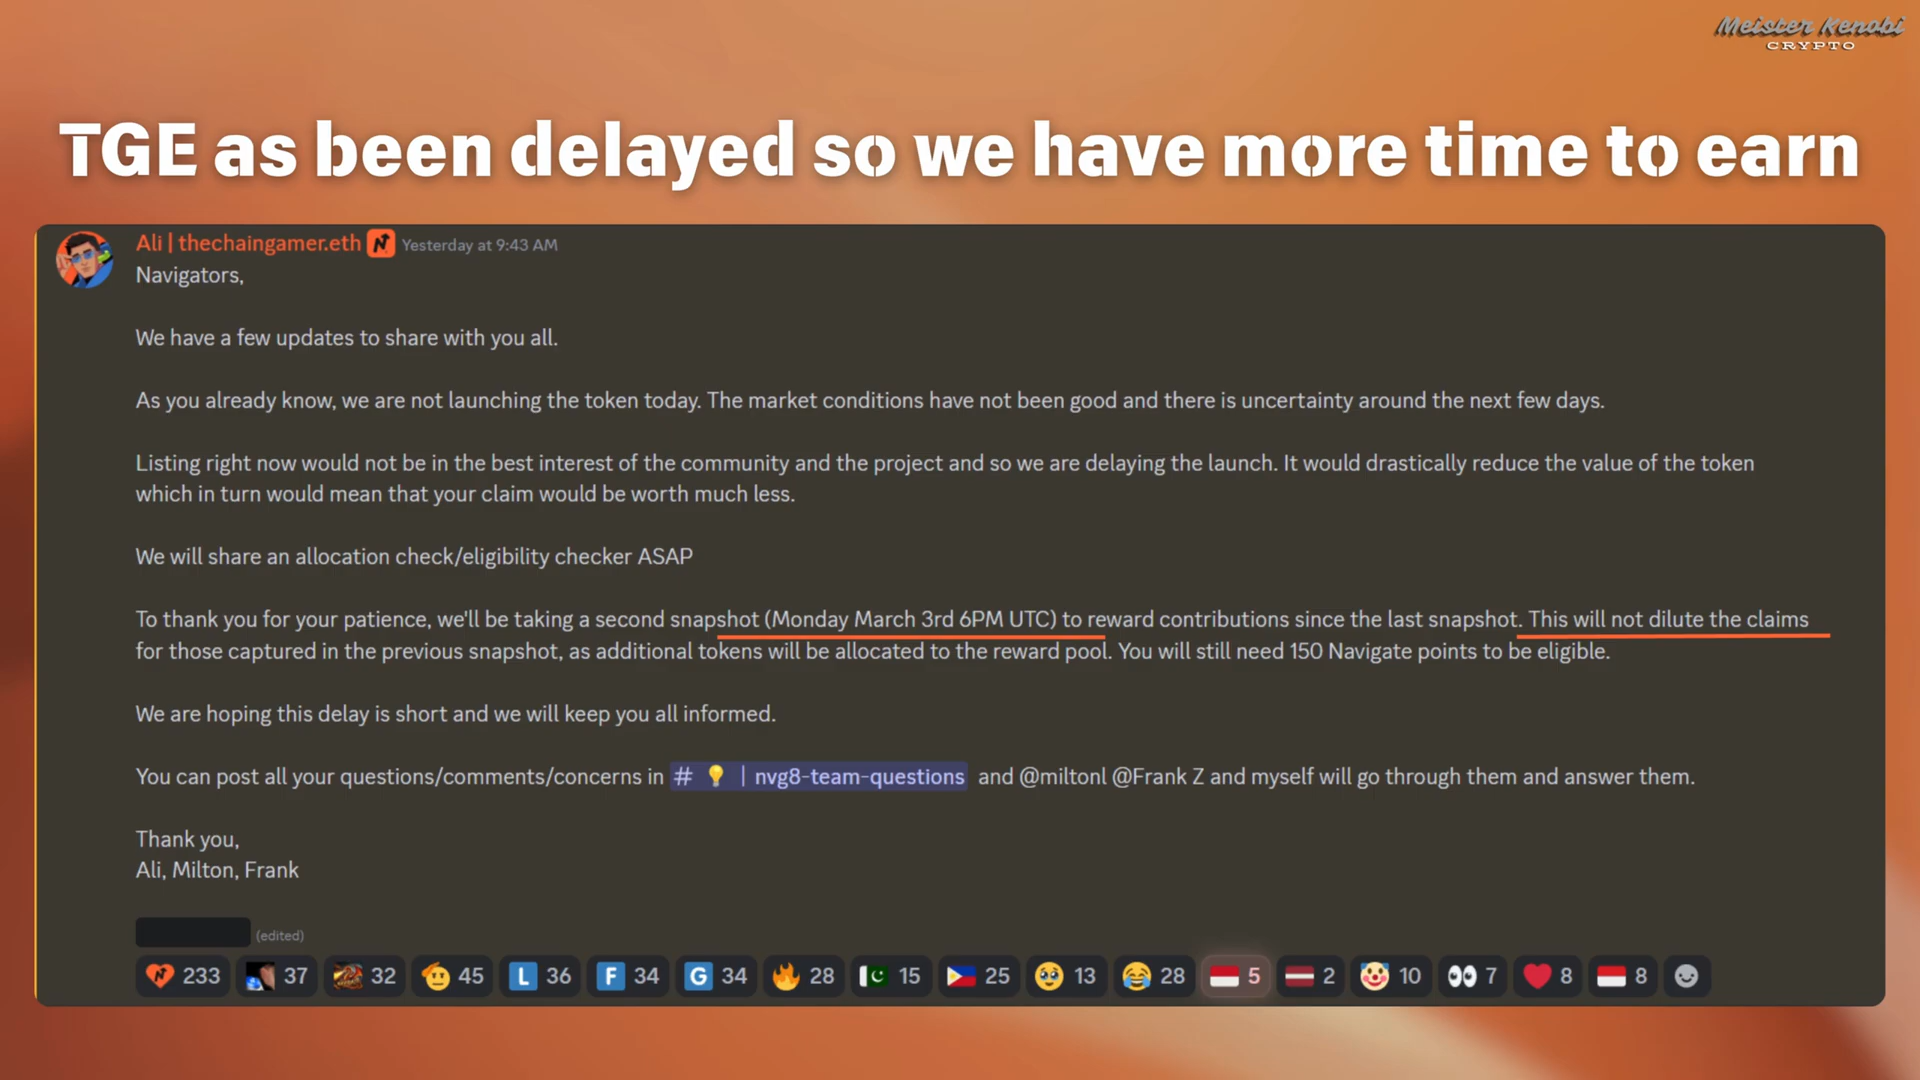 Meister Kenobi
CRYPTO
TGE as been delayed so we have more time to earn
Ali | thechaingamer.eth N Yesterday at 9:43 AM
Navigators,
We have a few updates to share with you all.
As you already know, we are not launching the token today. The market conditions have not been good and there is uncertainty around the next few days.
Listing right now would not be in the best interest of the community and the project and so we are delaying the launch. It would drastically reduce the value of the token
which in turn would mean that your claim would be worth much less.
We will share an allocation check/eligibility checker ASAP
To thank you for your patience, we'll be taking a second snapshot (Monday March 3rd 6PM UTC) to reward contributions since the last snapshot. This will not dilute the claims
for those captured in the previous snapshot, as additional tokens will be allocated to the reward pool. You will still need 150 Navigate points to be eligible.
We are hoping this delay is short and we will keep you all informed.
You can post all your questions/comments/concerns in # 💡 | nvg8-team-questions and @miltonl @Frank Z and myself will go through them and answer them.
Thank you,
Ali, Milton, Frank
(edited)
233 37 32 45 L 36 F 34 G 34 28 15 25 13 28 5 2 10 7 8 8